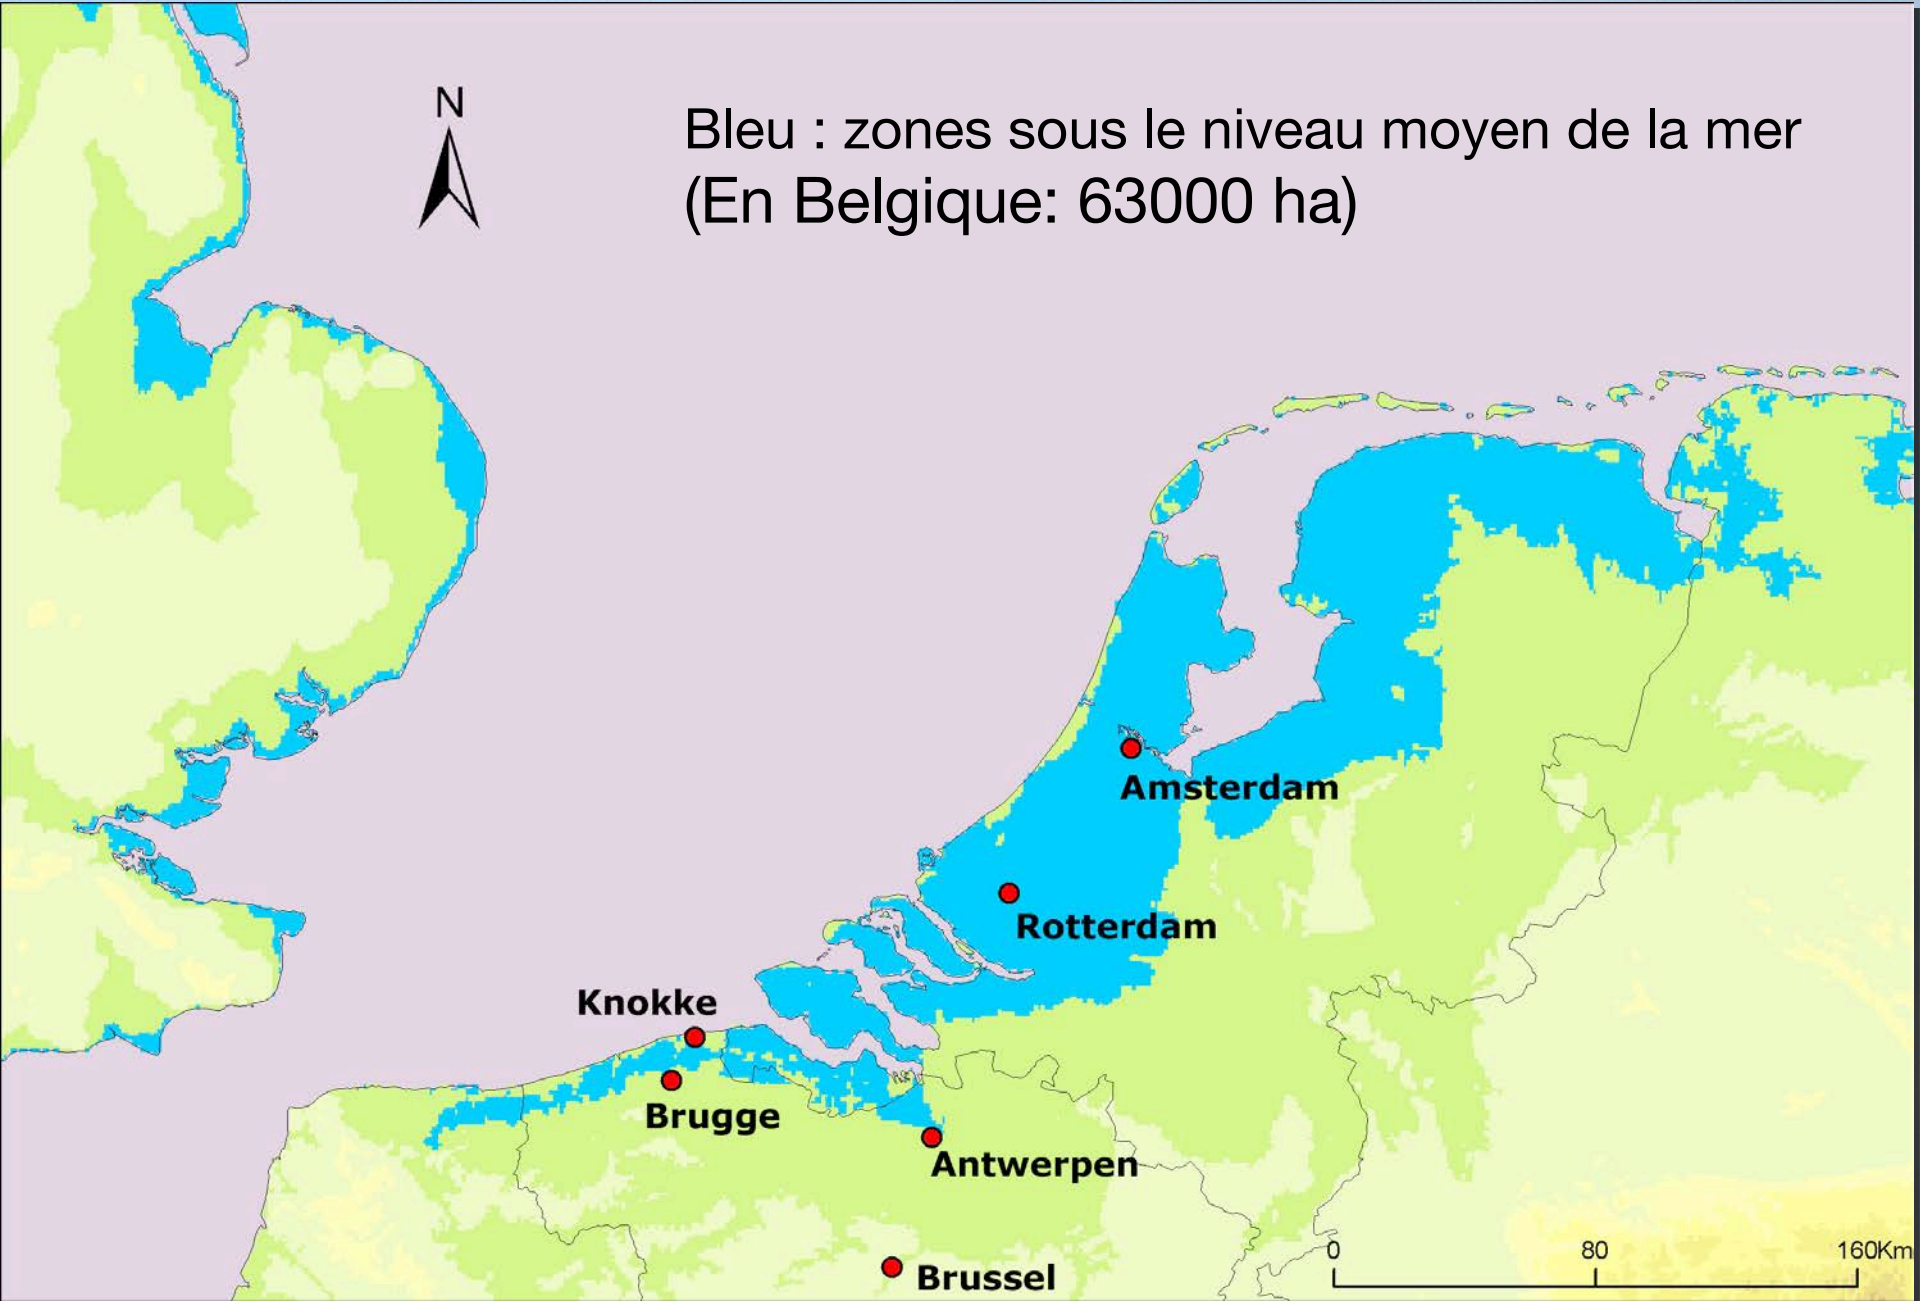 N
Bleu : zones sous le niveau moyen de la mer
(En Belgique: 63000 ha)
Amsterdam
Rotterdam
Knokke
Brugge
Antwerpen
Brussel
0 80 160Km